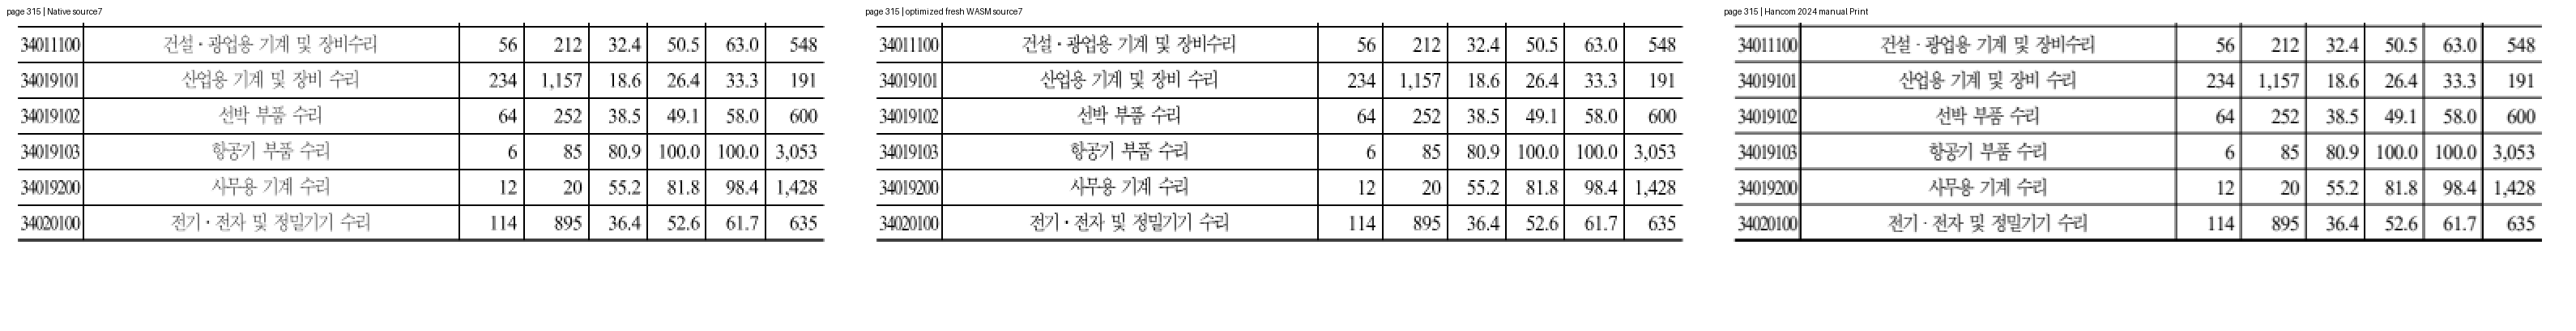 page 315 | Native source7
34011100 건설 · 광업용 기계 및 장비수리 56 212 32.4 50.5 63.0 548
34019101 산업용 기계 및 장비 수리 234 1,157 18.6 26.4 33.3 191
34019102 선박 부품 수리 64 252 38.5 49.1 58.0 600
34019103 항공기 부품 수리 6 85 80.9 100.0 100.0 3,053
34019200 사무용 기계 수리 12 20 55.2 81.8 98.4 1,428
34020100 전기 · 전자 및 정밀기기 수리 114 895 36.4 52.6 61.7 635
page 315 | optimized fresh WASM source7
34011100 건설 · 광업용 기계 및 장비수리 56 212 32.4 50.5 63.0 548
34019101 산업용 기계 및 장비 수리 234 1,157 18.6 26.4 33.3 191
34019102 선박 부품 수리 64 252 38.5 49.1 58.0 600
34019103 항공기 부품 수리 6 85 80.9 100.0 100.0 3,053
34019200 사무용 기계 수리 12 20 55.2 81.8 98.4 1,428
34020100 전기 · 전자 및 정밀기기 수리 114 895 36.4 52.6 61.7 635
page 315 | Hancom 2024 manual Print
34011100 건설 · 광업용 기계 및 장비수리 56 212 32.4 50.5 63.0 548
34019101 산업용 기계 및 장비 수리 234 1,157 18.6 26.4 33.3 191
34019102 선박 부품 수리 64 252 38.5 49.1 58.0 600
34019103 항공기 부품 수리 6 85 80.9 100.0 100.0 3,053
34019200 사무용 기계 수리 12 20 55.2 81.8 98.4 1,428
34020100 전기 · 전자 및 정밀기기 수리 114 895 36.4 52.6 61.7 635